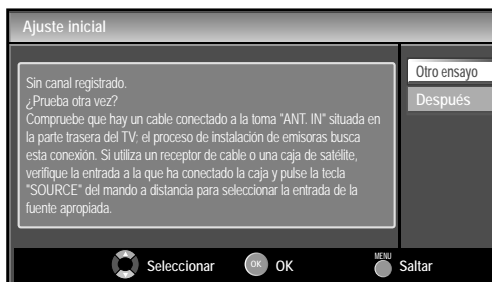 Ajuste inicial
Sin canal registrado.
¿Prueba otra vez?
Compruebe que hay un cable conectado a la toma "ANT. IN" situada en
la parte trasera del TV; el proceso de instalación de emisoras busca
esta conexión. Si utiliza un receptor de cable o una caja de satélite,
verifique la entrada a la que ha conectado la caja y pulse la tecla
"SOURCE" del mando a distancia para seleccionar la entrada de la
fuente apropiada.
Otro ensayo
Después
Seleccionar
OK OK
MENU Saltar